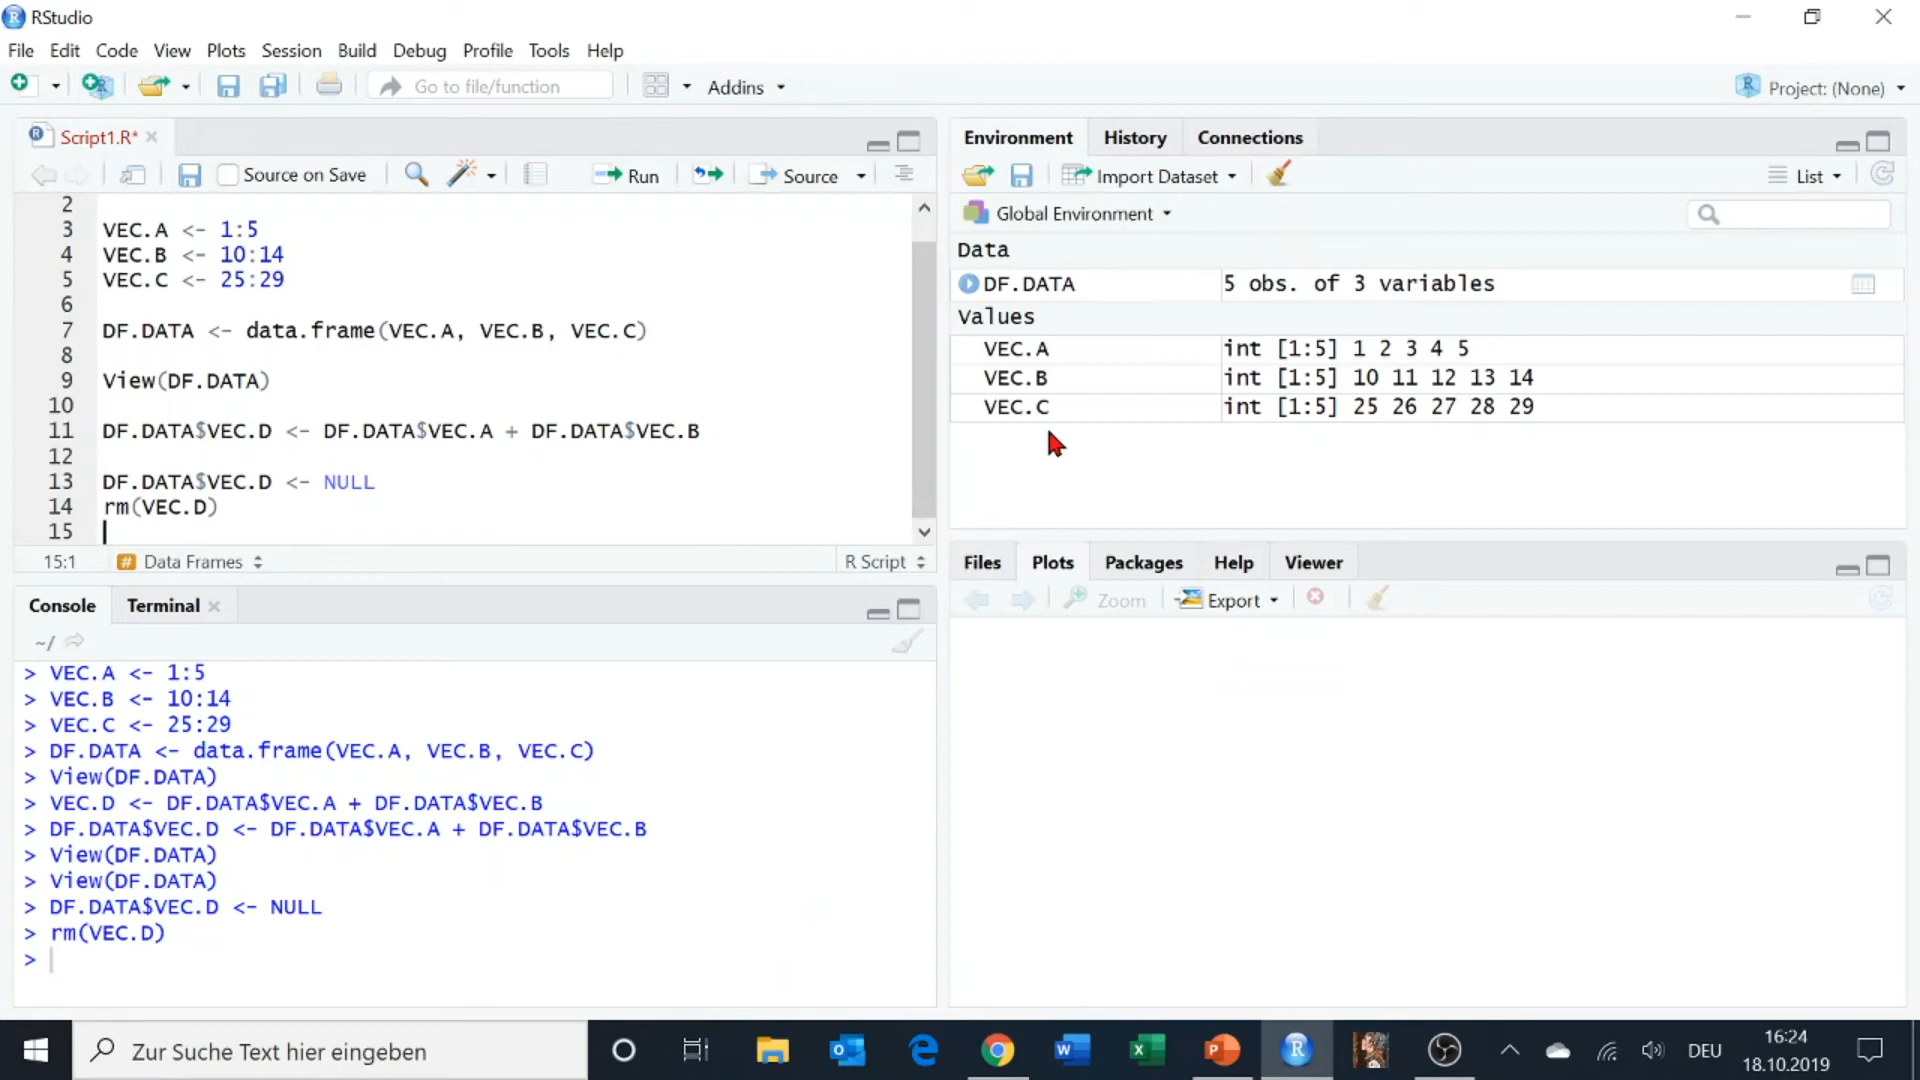 RStudio
File Edit Code View Plots Session Build Debug Profile Tools Help
Go to file/function Addins Project: (None)
Script1.R*
Source on Save Run Source
2
3 VEC.A <- 1:5
4 VEC.B <- 10:14
5 VEC.C <- 25:29
6
7 DF.DATA <- data.frame(VEC.A, VEC.B, VEC.C)
8
9 View(DF.DATA)
10
11 DF.DATA$VEC.D <- DF.DATA$VEC.A + DF.DATA$VEC.B
12
13 DF.DATA$VEC.D <- NULL
14 rm(VEC.D)
15
15:1 # Data Frames R Script
Console Terminal
~/
> VEC.A <- 1:5
> VEC.B <- 10:14
> VEC.C <- 25:29
> DF.DATA <- data.frame(VEC.A, VEC.B, VEC.C)
> View(DF.DATA)
> VEC.D <- DF.DATA$VEC.A + DF.DATA$VEC.B
> DF.DATA$VEC.D <- DF.DATA$VEC.A + DF.DATA$VEC.B
> View(DF.DATA)
> View(DF.DATA)
> DF.DATA$VEC.D <- NULL
> rm(VEC.D)
>
Environment History Connections
Import Dataset List
Global Environment
Data
DF.DATA 5 obs. of 3 variables
Values
VEC.A int [1:5] 1 2 3 4 5
VEC.B int [1:5] 10 11 12 13 14
VEC.C int [1:5] 25 26 27 28 29
Files Plots Packages Help Viewer
Zoom Export
Zur Suche Text hier eingeben
DEU
16:24
18.10.2019